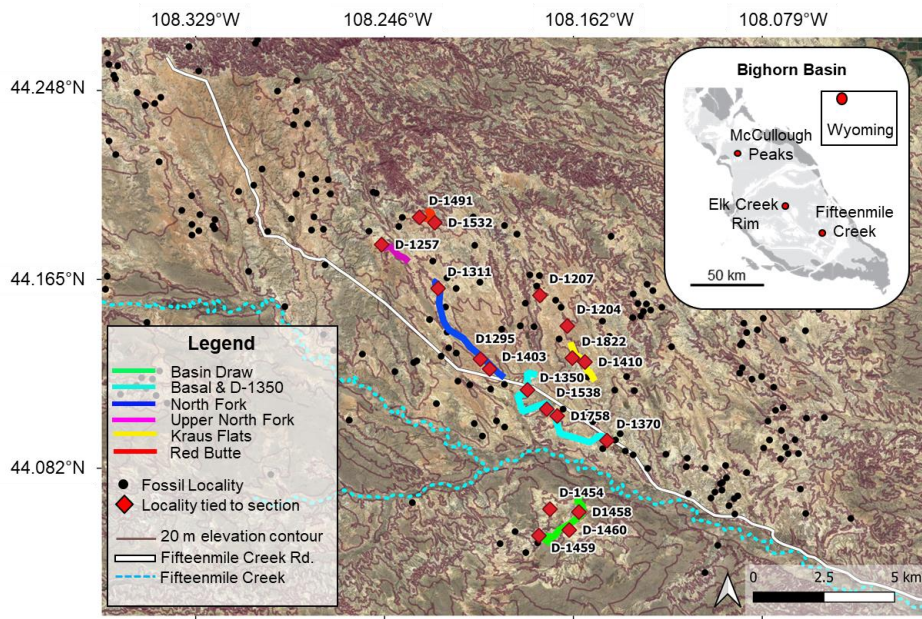 108.329°W
108.246°W
108.162°W
108.079°W
44.248°N
44.165°N
44.082°N
Bighorn Basin
Wyoming
McCullough
Peaks
Elk Creek
Rim
Fifteenmile
Creek
50 km
D-1491
D-1532
D-1257
D-1311
D-1207
D-1204
D1295
D-1822
D-1403
D-1410
D-1350
D-1538
D1758
D-1370
D-1454
D1458
D-1460
D-1459
Legend
Basin Draw
Basal & D-1350
North Fork
Upper North Fork
Kraus Flats
Red Butte
Fossil Locality
Locality tied to section
20 m elevation contour
Fifteenmile Creek Rd.
Fifteenmile Creek
0 2.5 5 km